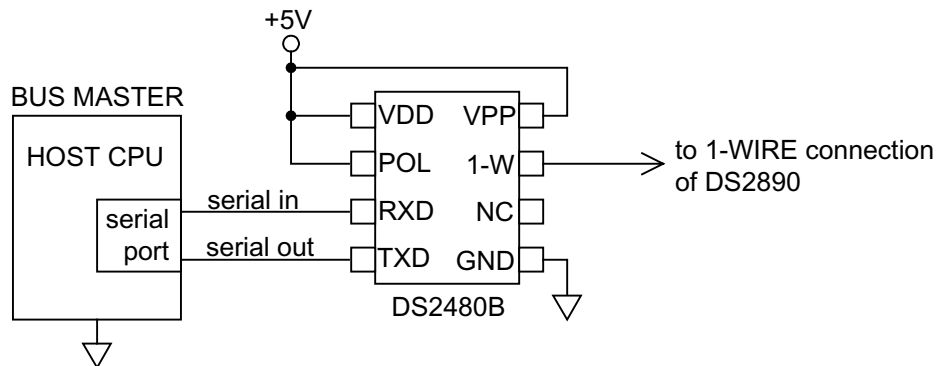 +5V
BUS MASTER
HOST CPU
serial
port
serial in
serial out
VDD
VPP
POL
1-W
RXD
NC
TXD
GND
DS2480B
to 1-WIRE connection
of DS2890